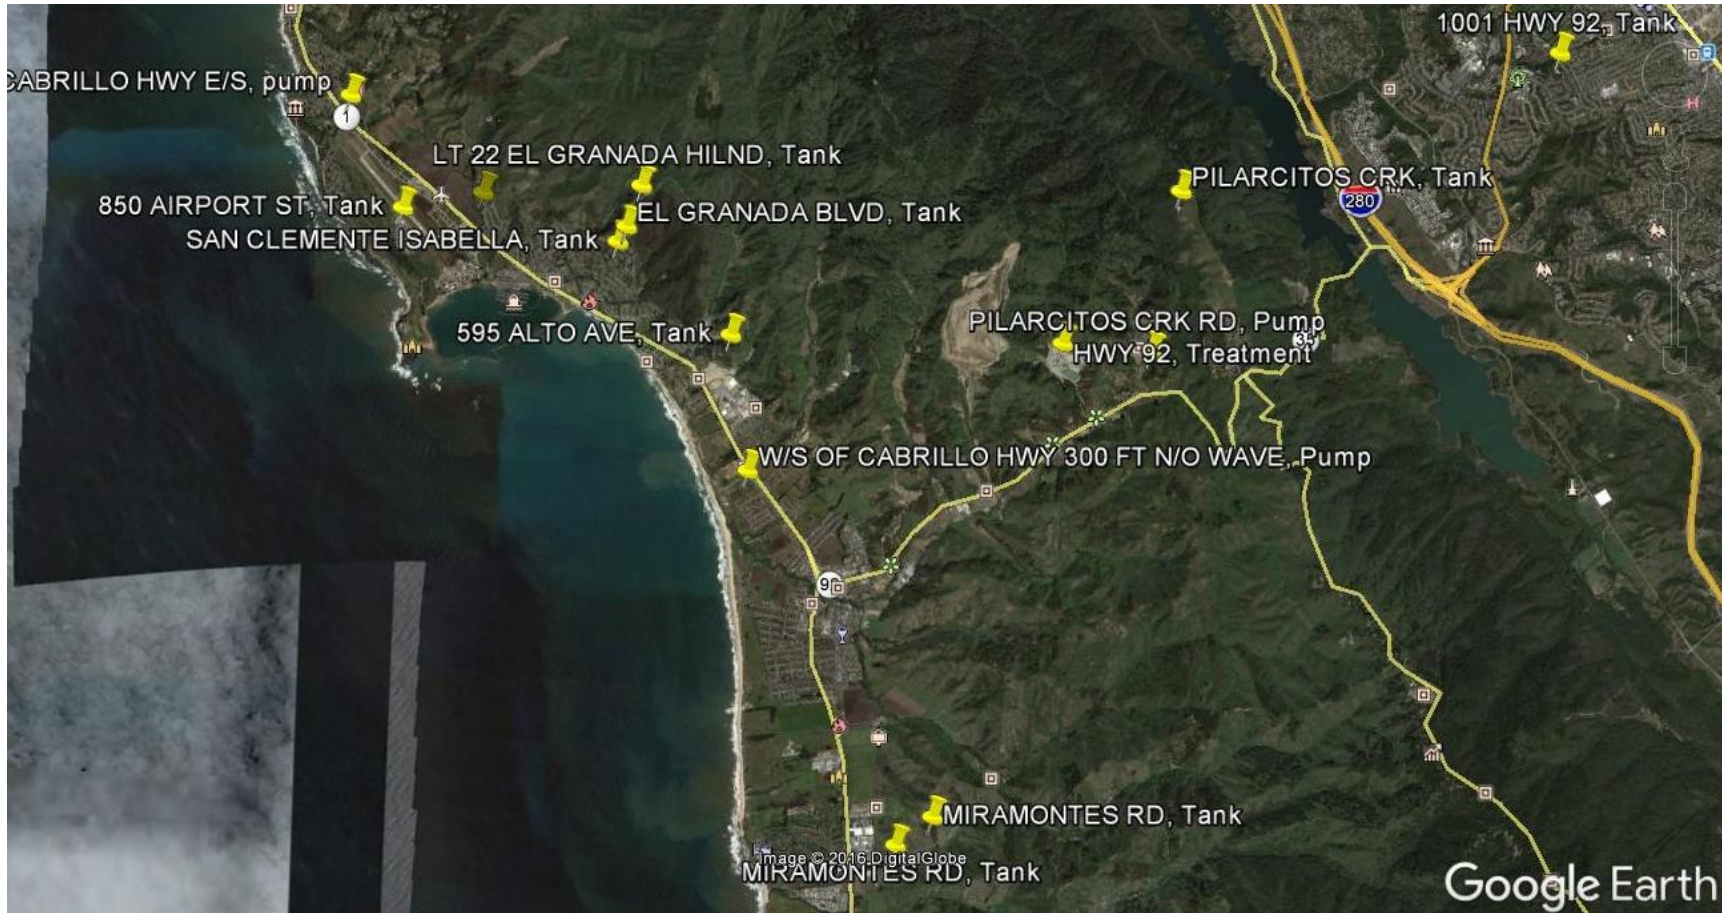 1001 HWY 92, Tank
CABRILLO HWY E/S, pump
1
LT 22 EL GRANADA HILND, Tank
PILARCITOS CRK, Tank
280
850 AIRPORT ST, Tank
EL GRANADA BLVD, Tank
SAN CLEMENTE ISABELLA, Tank
595 ALTO AVE, Tank
PILARCITOS CRK RD, Pump
35
HWY 92, Treatment
W/S OF CABRILLO HWY 300 FT N/O WAVE, Pump
92
MIRAMONTES RD, Tank
Image © 2016 DigitalGlobe
MIRAMONTES RD, Tank
Google Earth